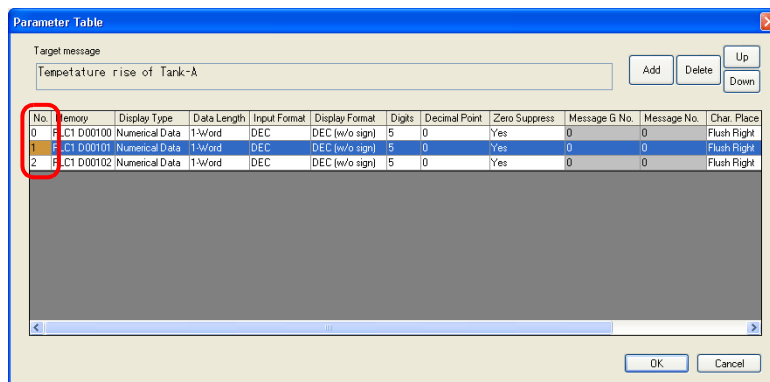 Parameter Table
Target message
Tempetature rise of Tank-A
Add Delete Up
Down
No. Memory Display Type Data Length Input Format Display Format Digits Decimal Point Zero Suppress Message G No. Message No. Char. Place
0 PLC1 D00100 Numerical Data 1-Word DEC DEC (w/o sign) 5 0 Yes 0 0 Flush Right
1 PLC1 D00101 Numerical Data 1-Word DEC DEC (w/o sign) 5 0 Yes 0 0 Flush Right
2 PLC1 D00102 Numerical Data 1-Word DEC DEC (w/o sign) 5 0 Yes 0 0 Flush Right
OK Cancel